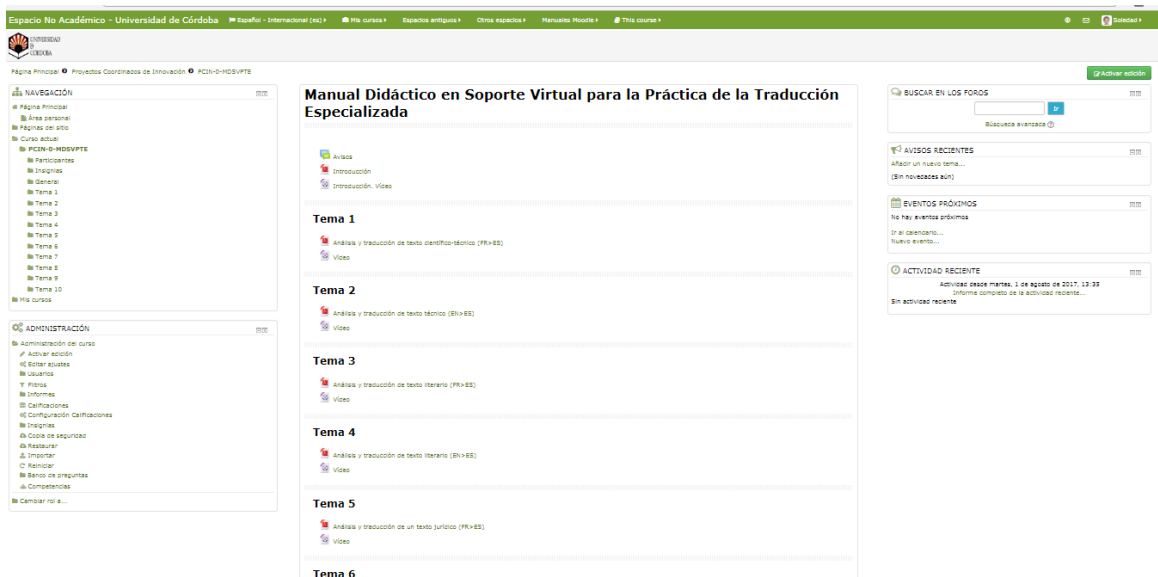 Espacio No Académico - Universidad de Córdoba
Español - Internacional (es)
Mis cursos
Espacios antiguos
Otros espacios
Manuales Moodle
This course
Soledad
UNIVERSIDAD
D
CORDOBA
Página Principal
Proyectos Coordinados de Innovación
PCIN-0-MDSVPTE
Activar edición
NAVEGACIÓN
Página Principal
Área personal
Páginas del sitio
Curso actual
PCIN-0-MDSVPTE
Participantes
Insignias
General
Tema 1
Tema 2
Tema 3
Tema 4
Tema 5
Tema 6
Tema 7
Tema 8
Tema 9
Tema 10
Mis cursos
ADMINISTRACIÓN
Administración del curso
Activar edición
Editar ajustes
Usuarios
Filtros
Informes
Calificaciones
Configuración Calificaciones
Insignias
Copia de seguridad
Restaurar
Importar
Reiniciar
Banco de preguntas
Competencias
Cambiar rol a...
Manual Didáctico en Soporte Virtual para la Práctica de la Traducción
Especializada
Avisos
Introducción
Introducción. Vídeo
Tema 1
Análisis y traducción de texto científico-técnico (FR>ES)
Vídeo
Tema 2
Análisis y traducción de texto técnico (EN>ES)
Vídeo
Tema 3
Análisis y traducción de texto literario (FR>ES)
Vídeo
Tema 4
Análisis y traducción de texto literario (EN>ES)
Vídeo
Tema 5
Análisis y traducción de un texto jurídico (FR>ES)
Vídeo
Tema 6
BUSCAR EN LOS FOROS
Ir
Búsqueda avanzada
AVISOS RECIENTES
Añadir un nuevo tema...
(Sin novedades aún)
EVENTOS PRÓXIMOS
No hay eventos próximos
Ir al calendario...
Nuevo evento...
ACTIVIDAD RECIENTE
Actividad desde martes, 1 de agosto de 2017, 13:35
Informe completo de la actividad reciente...
Sin actividad reciente